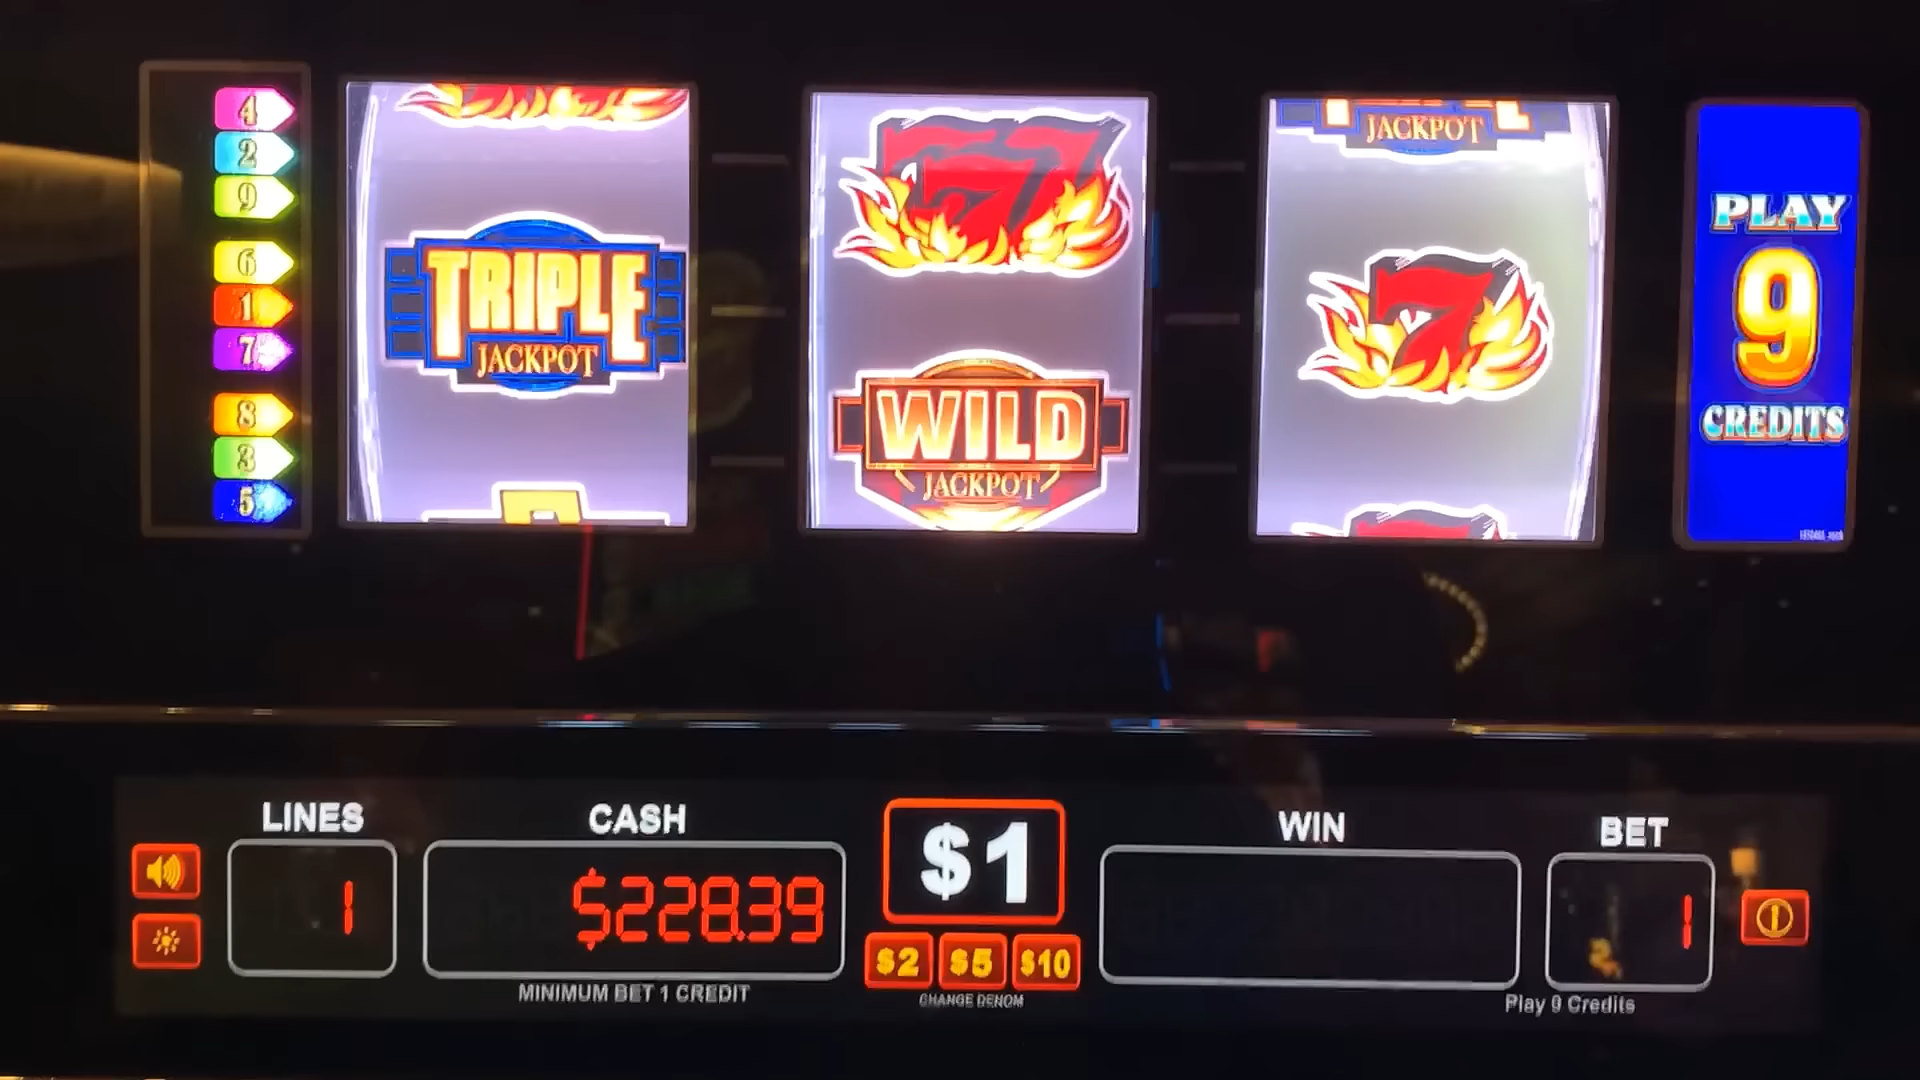 4
2
9
6
1
7
8
3
5
TRIPLE
JACKPOT
77
WILD
JACKPOT
JACKPOT
7
PLAY
9
CREDITS
LINES
1
CASH
$228.39
MINIMUM BET 1 CREDIT
$1
$2 $5 $10
CHANGE DENOM
WIN
BET
1
Play 9 Credits